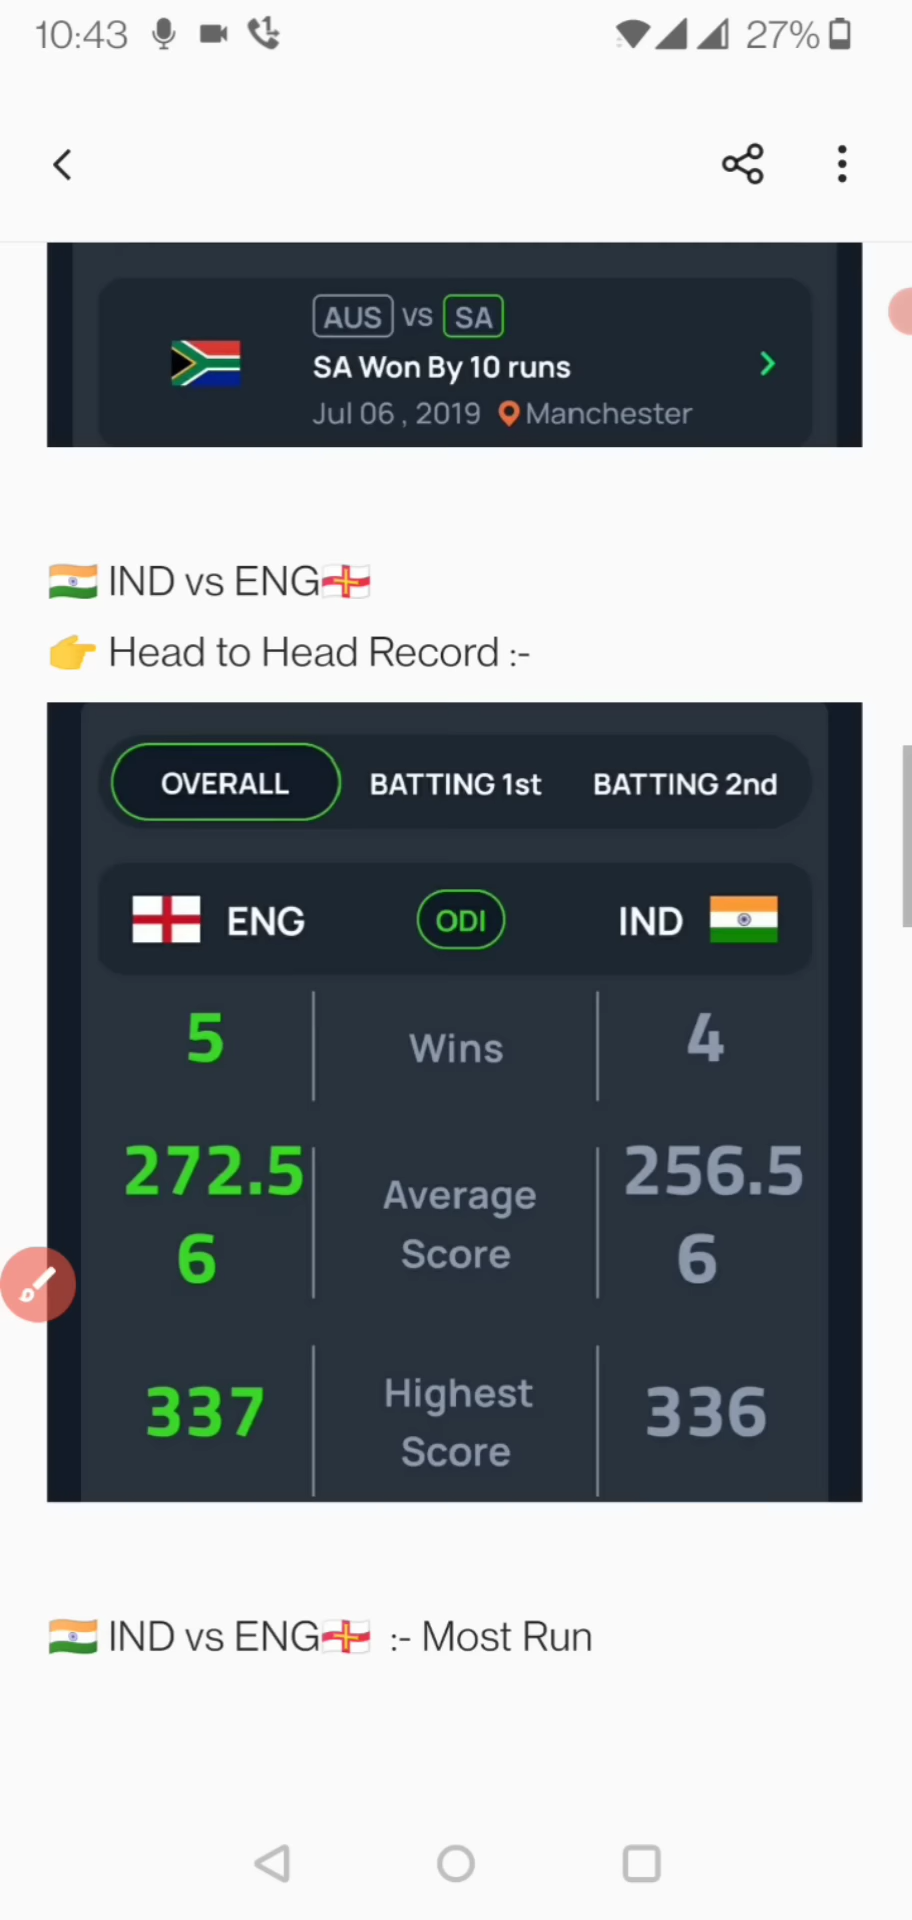 10:43 27%
AUS VS SA
SA Won By 10 runs
Jul 06 , 2019 Manchester
IND vs ENG
Head to Head Record :-
OVERALL BATTING 1st BATTING 2nd
ENG ODI IND
5 Wins 4
272.5
6 Average
Score 256.5
6
337 Highest
Score 336
IND vs ENG :- Most Run